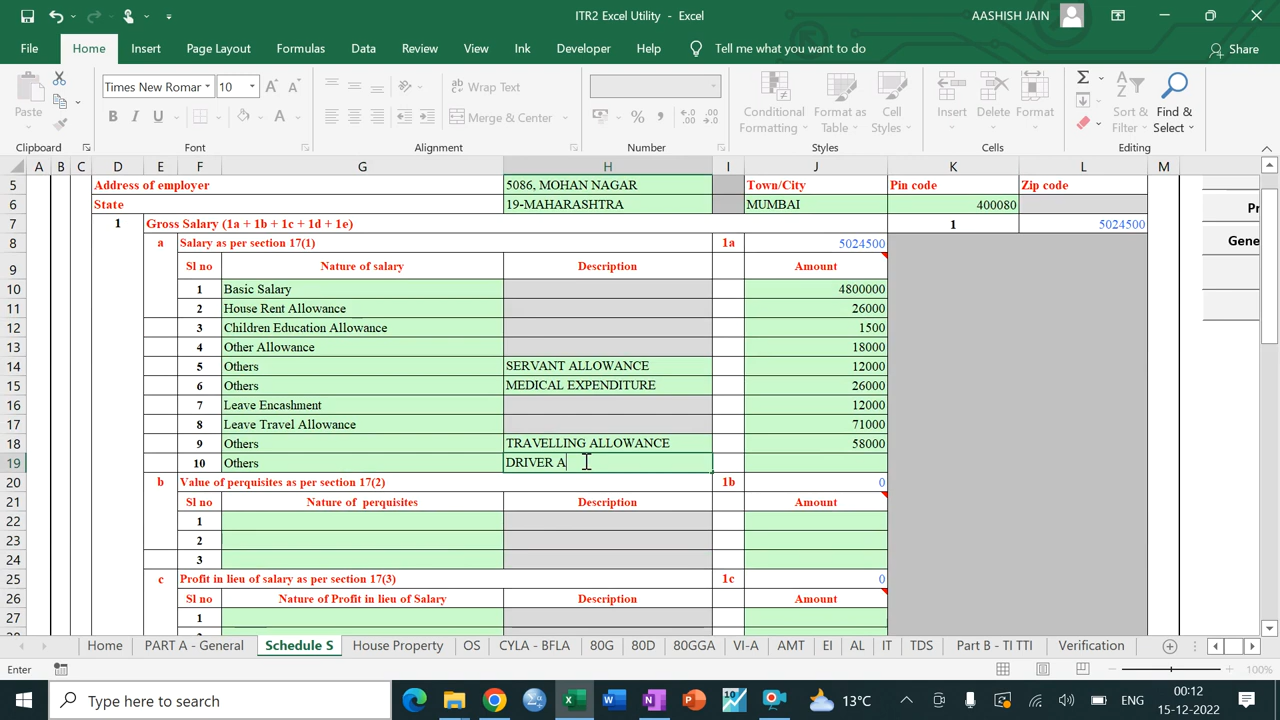 ITR2 Excel Utility - Excel
AASHISH JAIN
File Home Insert Page Layout Formulas Data Review View Ink Developer Help Tell me what you want to do Share
Times New Romar 10
Wrap Text
Paste
B I U
Merge & Center
% ,
Conditional Formatting
Format as Table
Cell Styles
Insert Delete Format
Sort & Filter
Find & Select
Clipboard Font Alignment Number Styles Cells Editing
A B C D E F G H I J K L M
5 Address of employer 5086, MOHAN NAGAR Town/City Pin code Zip code
6 State 19-MAHARASHTRA MUMBAI 400080
7 1 Gross Salary (1a + 1b + 1c + 1d + 1e) 1 5024500
8 a Salary as per section 17(1) 1a 5024500
9 Sl no Nature of salary Description Amount
10 1 Basic Salary 4800000
11 2 House Rent Allowance 26000
12 3 Children Education Allowance 1500
13 4 Other Allowance 18000
14 5 Others SERVANT ALLOWANCE 12000
15 6 Others MEDICAL EXPENDITURE 26000
16 7 Leave Encashment 12000
17 8 Leave Travel Allowance 71000
18 9 Others TRAVELLING ALLOWANCE 58000
19 10 Others DRIVER A
20 b Value of perquisites as per section 17(2) 1b 0
21 Sl no Nature of perquisites Description Amount
22 1
23 2
24 3
25 c Profit in lieu of salary as per section 17(3) 1c 0
26 Sl no Nature of Profit in lieu of Salary Description Amount
27 1
Pr
Gene
Home PART A - General Schedule S House Property OS CYLA - BFLA 80G 80D 80GGA VI-A AMT EI AL IT TDS Part B - TI TTI Verification
Enter 100%
Type here to search
10
13°C
ENG
00:12
15-12-2022